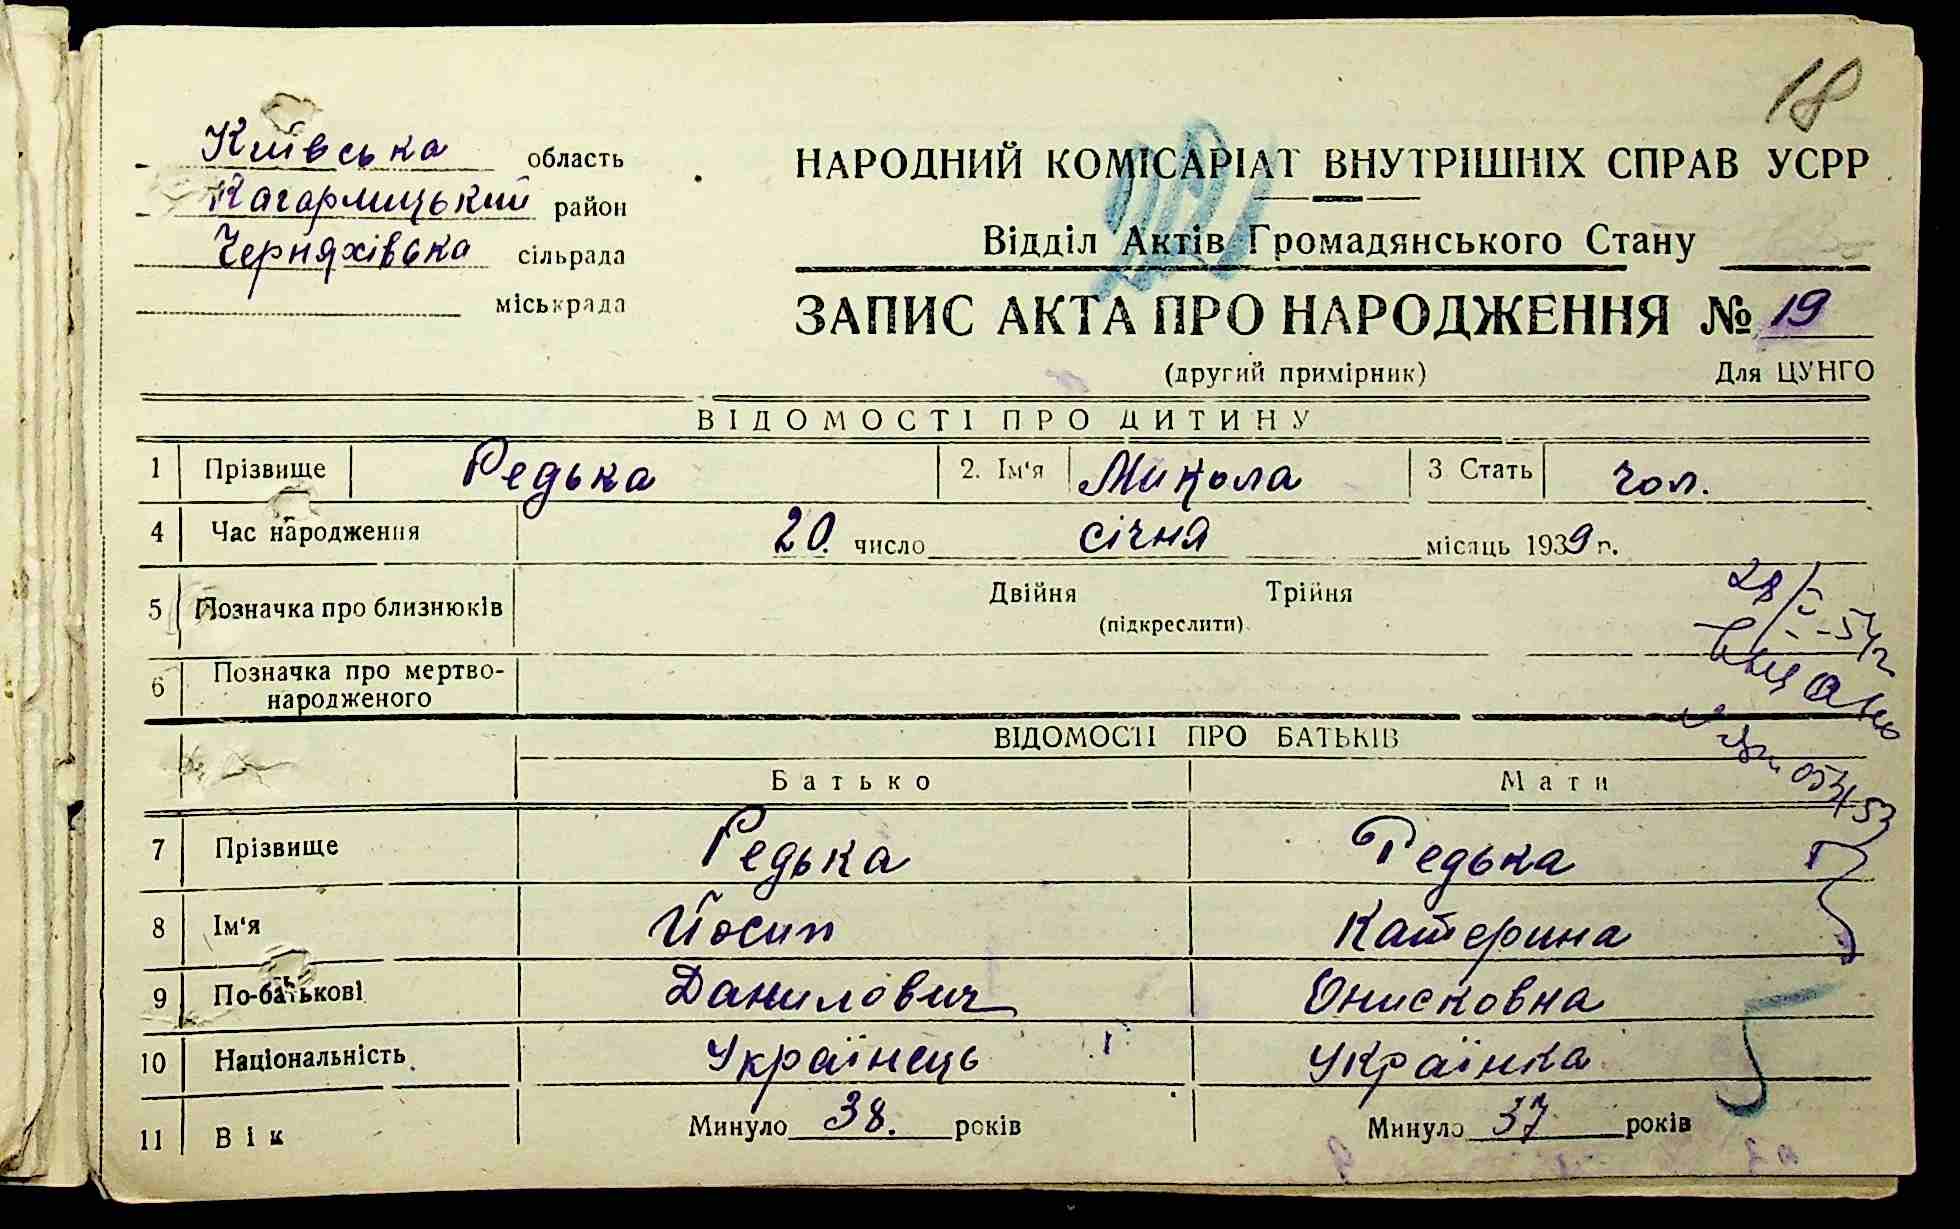 18
Київська область
Кагарлицький район
Черняхівська сільрада
міськрада
НАРОДНИЙ КОМІСАРІАТ ВНУТРІШНІХ СПРАВ УСРР
Відділ Актів Громадянського Стану
ЗАПИС АКТА ПРО НАРОДЖЕННЯ № 19
(другий примірник) Для ЦУНГО
ВІДОМОСТІ ПРО ДИТИНУ
1 Прізвище Редька 2. Ім'я Микола 3 Стать чол.
4 Час народження 20. число січня місяць 1939 г.
5 Позначка про близнюків Двійня Трійня
(підкреслити)
6 Позначка про мертво-
народженого
ВІДОМОСТІ ПРО БАТЬКІВ
Батько Мати
7 Прізвище Редька Редька
8 Ім'я Йосип Катерина
9 По-батькові Данилович Онисковна
10 Національність Українець Українка
11 Вік Минуло 38. років Минуло 37 років